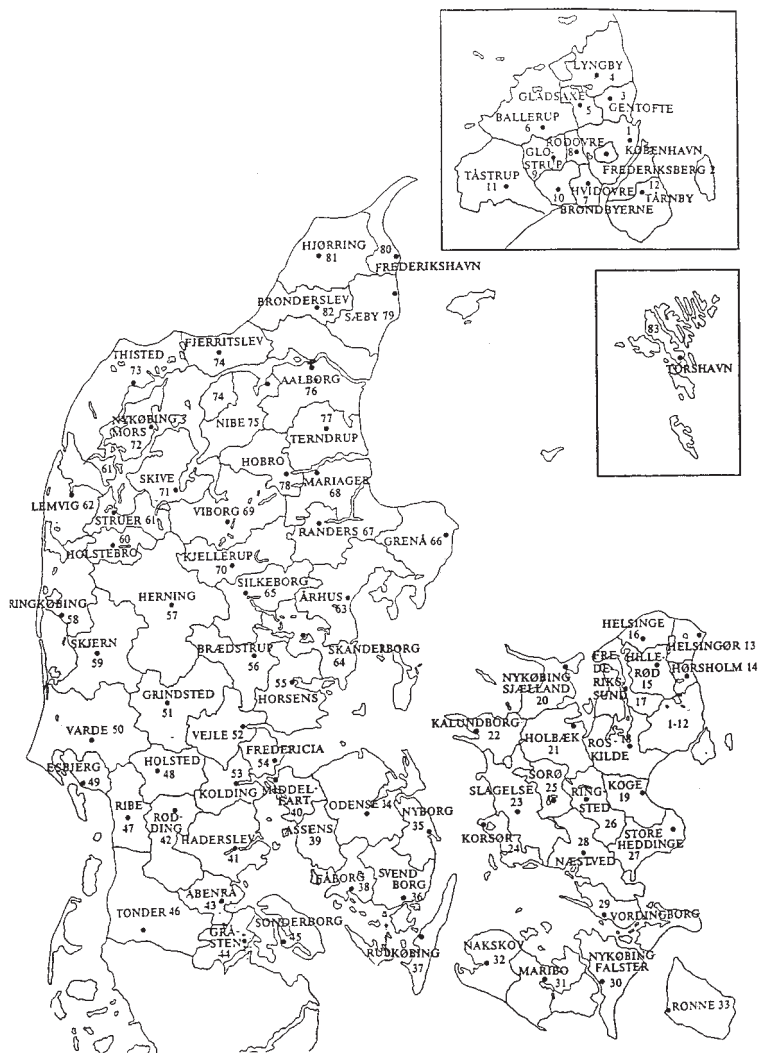 LYNGBY
4
GLADSAXE
5
3
GENTOFTE
BALLERUP
6
1
KØBENHAVN
RØDOVRE
8
GLO-
STRUP
9
FREDERIKSBERG 2
TÅSTRUP
11
10
HVIDOVRE
7
12
TÅRNBY
BRØNDBYERNE
HJØRRING
81
80
FREDERIKSHAVN
BRØNDERSLEV
82
SÆBY 79
83
TORSHAVN
FJERRITSLEV
74
THISTED
73
AALBORG
76
74
NIBE 75
77
TERNDRUP
NYKØBING
MORS
72
HOBRO
78
MARIAGER
68
61
SKIVE
71
LEMVIG 62
STRUER 61
VIBORG 69
RANDERS 67
GRENÅ 66
60
HOLSTEBRO
KJELLERUP
70
SILKEBORG
65
ÅRHUS
63
HERNING
57
RINGKØBING
58
SKJERN
59
BRÆDSTRUP
56
SKANDERBORG
64
55
HORSENS
GRINDSTED
51
VARDE 50
VEJLE 52
FREDERICIA
54
ESBJERG
49
HOLSTED
48
53
KOLDING
MIDDEL-
FART
40
RIBE
47
RØD-
DING
42
HADERSLEV
41
ASSENS
39
ODENSE 34
NYBORG
35
FÅBORG
38
SVEND
BORG
36
ÅBENRÅ
43
TØNDER 46
GRÅ-
STEN
44
SØNDERBORG
45
RUDKØBING
37
HELSINGE
16
HELSINGØR 13
FRE-
DE-
RIKS-
SUND
17
HILLE-
RØD
15
HØRSHOLM 14
NYKØBING
SJÆLLAND
20
1-12
KALUNDBORG
22
HOLBÆK
21
ROS-
KILDE
18
SORØ
25
SLAGELSE
23
RING
STED
26
KØGE
19
KORSØR
24
28
NÆSTVED
STORE
HEDDINGE
27
29
VORDINGBORG
NAKSKOV
32
MARIBO
31
NYKØBING
FALSTER
30
RØNNE 33